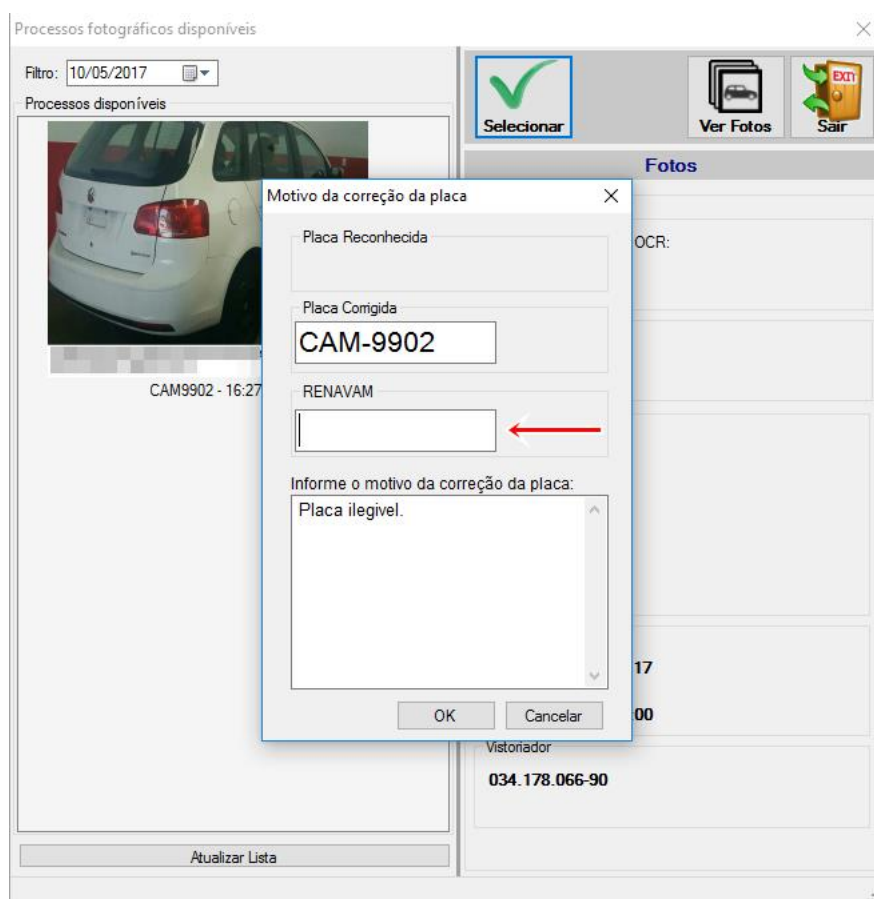 Processos fotográficos disponíveis
Filtro: 10/05/2017
Processos disponíveis
Selecionar
Ver Fotos
EXIT
Sair
Fotos
CAM9902 - 16:27
Motivo da correção da placa
Placa Reconhecida
OCR:
Placa Corrigida
CAM-9902
RENAVAM
Informe o motivo da correção da placa:
Placa ilegivel.
OK
Cancelar
17
00
Vistoriador
034.178.066-90
Atualizar Lista